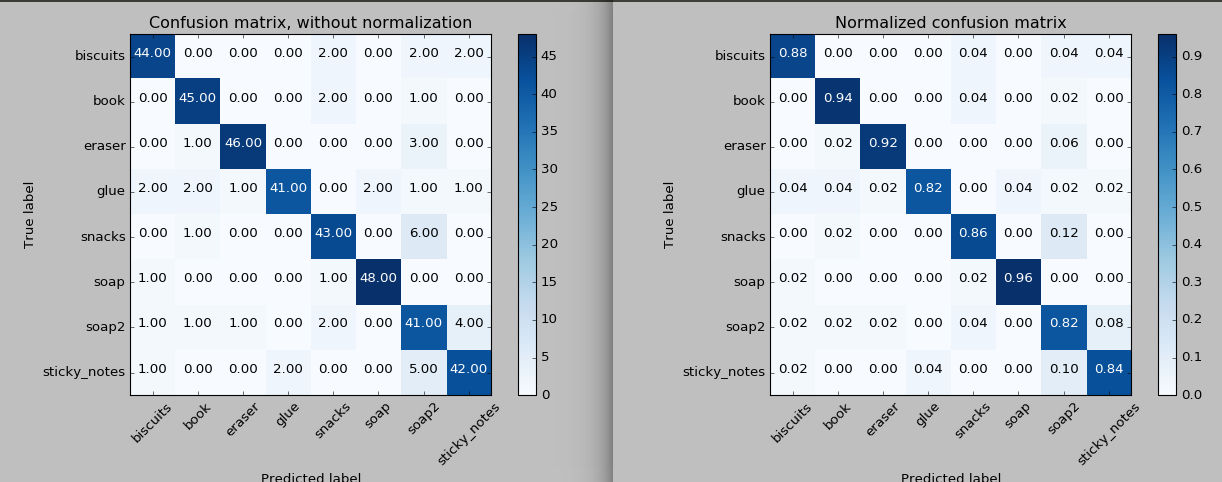 Confusion matrix, without normalization
biscuits 44.00 0.00 0.00 0.00 2.00 0.00 2.00 2.00
book 0.00 45.00 0.00 0.00 2.00 0.00 1.00 0.00
eraser 0.00 1.00 46.00 0.00 0.00 0.00 3.00 0.00
glue 2.00 2.00 1.00 41.00 0.00 2.00 1.00 1.00
snacks 0.00 1.00 0.00 0.00 43.00 0.00 6.00 0.00
soap 1.00 0.00 0.00 0.00 1.00 48.00 0.00 0.00
soap2 1.00 1.00 1.00 0.00 2.00 0.00 41.00 4.00
sticky_notes 1.00 0.00 0.00 2.00 0.00 0.00 5.00 42.00
True label
biscuits book eraser glue snacks soap soap2 sticky_notes
Predicted label
45
40
35
30
25
20
15
10
5
0
Normalized confusion matrix
biscuits 0.88 0.00 0.00 0.00 0.04 0.00 0.04 0.04
book 0.00 0.94 0.00 0.00 0.04 0.00 0.02 0.00
eraser 0.00 0.02 0.92 0.00 0.00 0.00 0.06 0.00
glue 0.04 0.04 0.02 0.82 0.00 0.04 0.02 0.02
snacks 0.00 0.02 0.00 0.00 0.86 0.00 0.12 0.00
soap 0.02 0.00 0.00 0.00 0.02 0.96 0.00 0.00
soap2 0.02 0.02 0.02 0.00 0.04 0.00 0.82 0.08
sticky_notes 0.02 0.00 0.00 0.04 0.00 0.00 0.10 0.84
True label
biscuits book eraser glue snacks soap soap2 sticky_notes
Predicted label
0.9
0.8
0.7
0.6
0.5
0.4
0.3
0.2
0.1
0.0